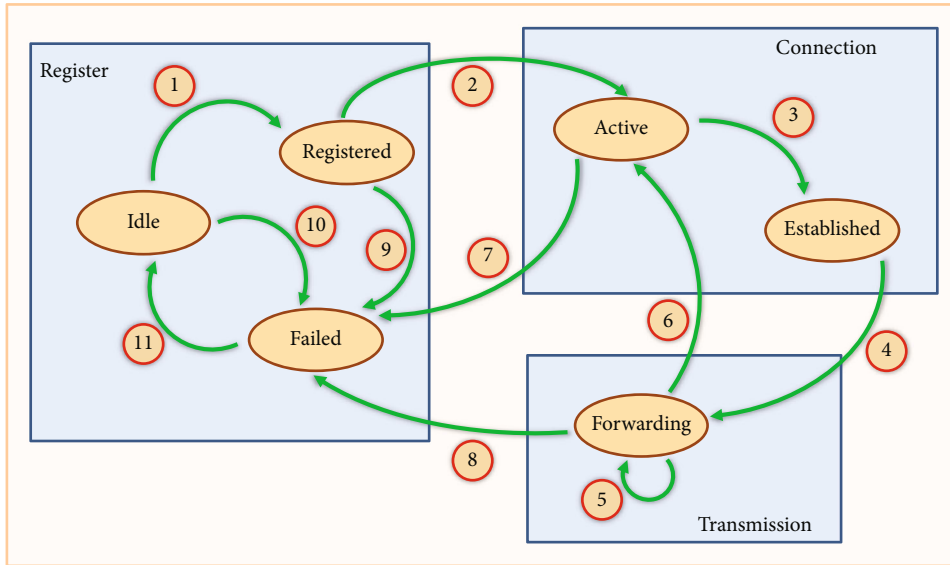 Connection
Register
1
2
3
Active
Registered
Idle
10
9
7
Established
6
11
Failed
4
Forwarding
8
5
Transmission